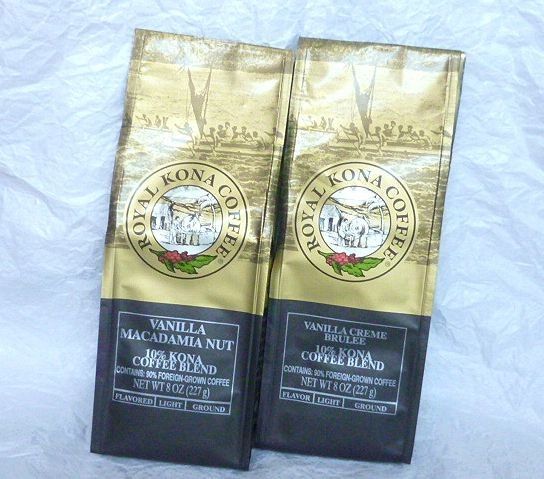 ROYAL KONA COFFEE
VANILLA
MACADAMIA NUT
10% KONA
COFFEE BLEND
CONTAINS: 90% FOREIGN-GROWN COFFEE
NET WT 8 OZ (227 g)
FLAVORED LIGHT GROUND
ROYAL KONA COFFEE®
VANILLA CREME
BRULEE
10% KONA
COFFEE BLEND
CONTAINS: 90% FOREIGN-GROWN COFFEE
NET WT 8 OZ (227 g)
FLAVOR LIGHT GROUND